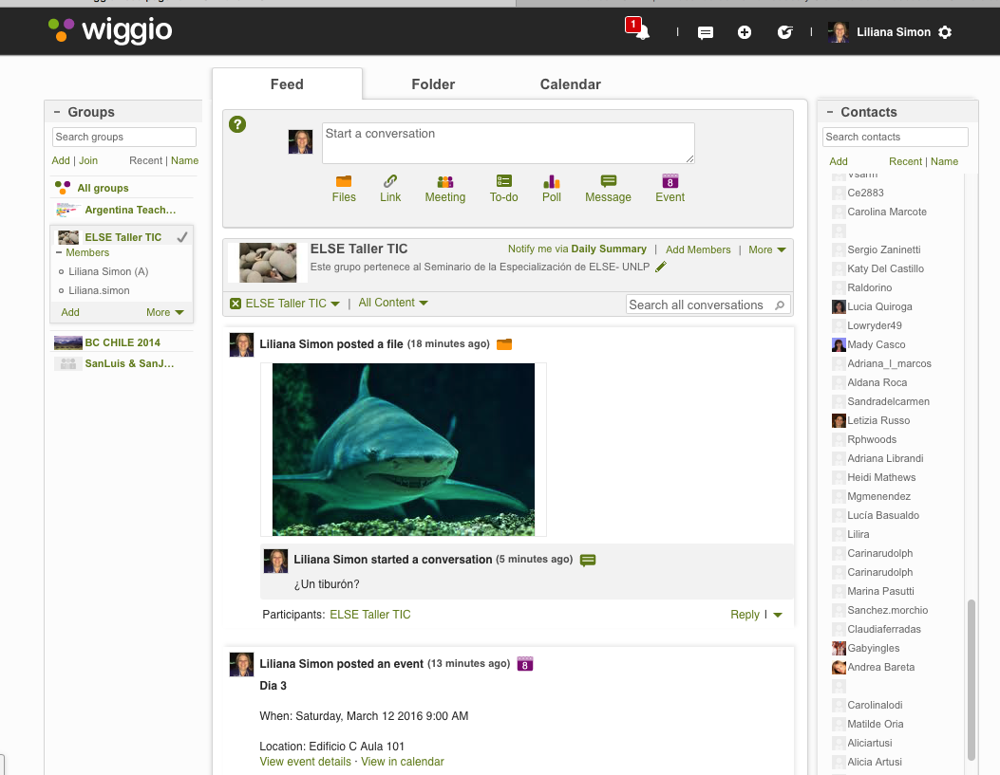 wiggio
1
Liliana Simon
Feed
Folder
Calendar
Groups
Search groups
Add | Join
Recent | Name
All groups
Argentina Teach...
ELSE Taller TIC
Members
Liliana Simon (A)
Liliana.simon
Add
More
BC CHILE 2014
SanLuis & SanJ...
?
Start a conversation
Files
Link
Meeting
To-do
Poll
Message
8
Event
ELSE Taller TIC
Notify me via Daily Summary | Add Members | More
Este grupo pertenece al Seminario de la Especialización de ELSE- UNLP
ELSE Taller TIC | All Content
Search all conversations
Liliana Simon posted a file (18 minutes ago)
Liliana Simon started a conversation (5 minutes ago)
¿Un tiburón?
Participants: ELSE Taller TIC
Reply |
Liliana Simon posted an event (13 minutes ago)
8
Dia 3
When: Saturday, March 12 2016 9:00 AM
Location: Edificio C Aula 101
View event details · View in calendar
Contacts
Search contacts
Add
Recent | Name
Ce2883
Carolina Marcote
Sergio Zaninetti
Katy Del Castillo
Raldorino
Lucia Quiroga
Lowryder49
Mady Casco
Adriana_l_marcos
Aldana Roca
Sandradelcarmen
Letizia Russo
Rphwoods
Adriana Librandi
Heidi Mathews
Mgmenendez
Lucía Basualdo
Lilira
Carinarudolph
Carinarudolph
Marina Pasutti
Sanchez.morchio
Claudiaferradas
Gabyingles
Andrea Bareta
Carolinalodi
Matilde Oria
Aliciartusi
Alicia Artusi